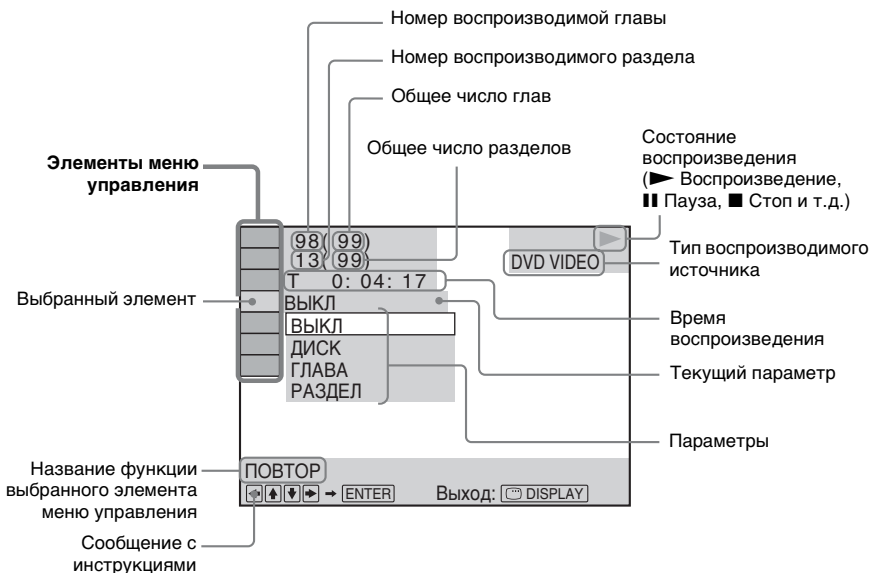 Номер воспроизводимой главы
Номер воспроизводимого раздела
Общее число глав
Общее число разделов
Состояние
воспроизведения
(► Воспроизведение,
❚❚ Пауза, ■ Стоп и т.д.)
Элементы меню
управления
98(99)
13(99)
DVD VIDEO
Тип воспроизводимого
источника
T 0: 04: 17
Выбранный элемент
ВЫКЛ
ВЫКЛ
ДИСК
ГЛАВА
РАЗДЕЛ
Время
воспроизведения
Текущий параметр
Параметры
Название функции
выбранного элемента
меню управления
ПОВТОР
←↑↓→ → ENTER Выход: DISPLAY
Сообщение с
инструкциями